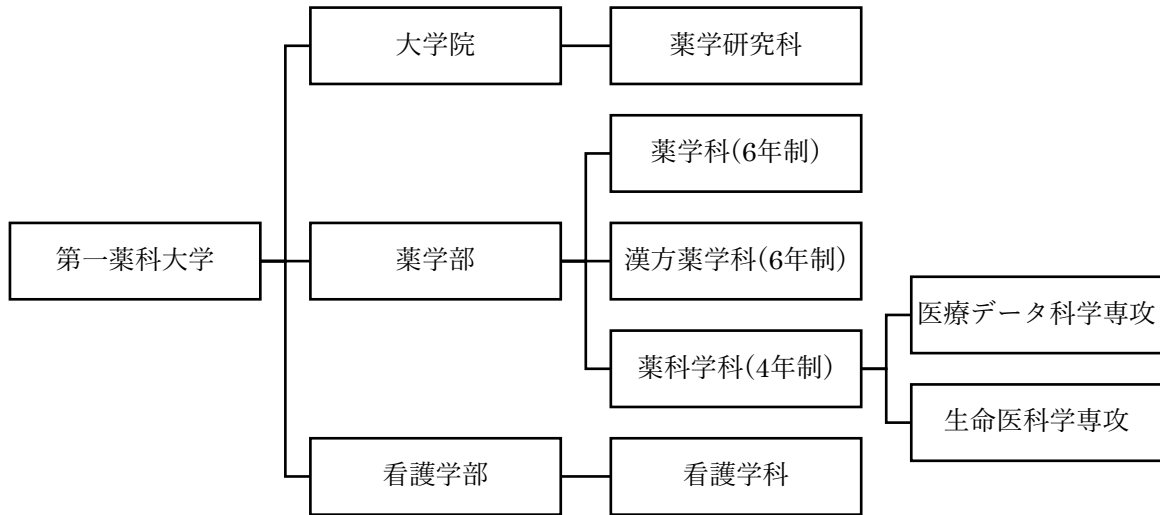 大学院
薬学研究科
薬学科(6年制)
第一薬科大学
薬学部
漢方薬学科(6年制)
医療データ科学専攻
薬科学科(4年制)
生命医科学専攻
看護学部
看護学科